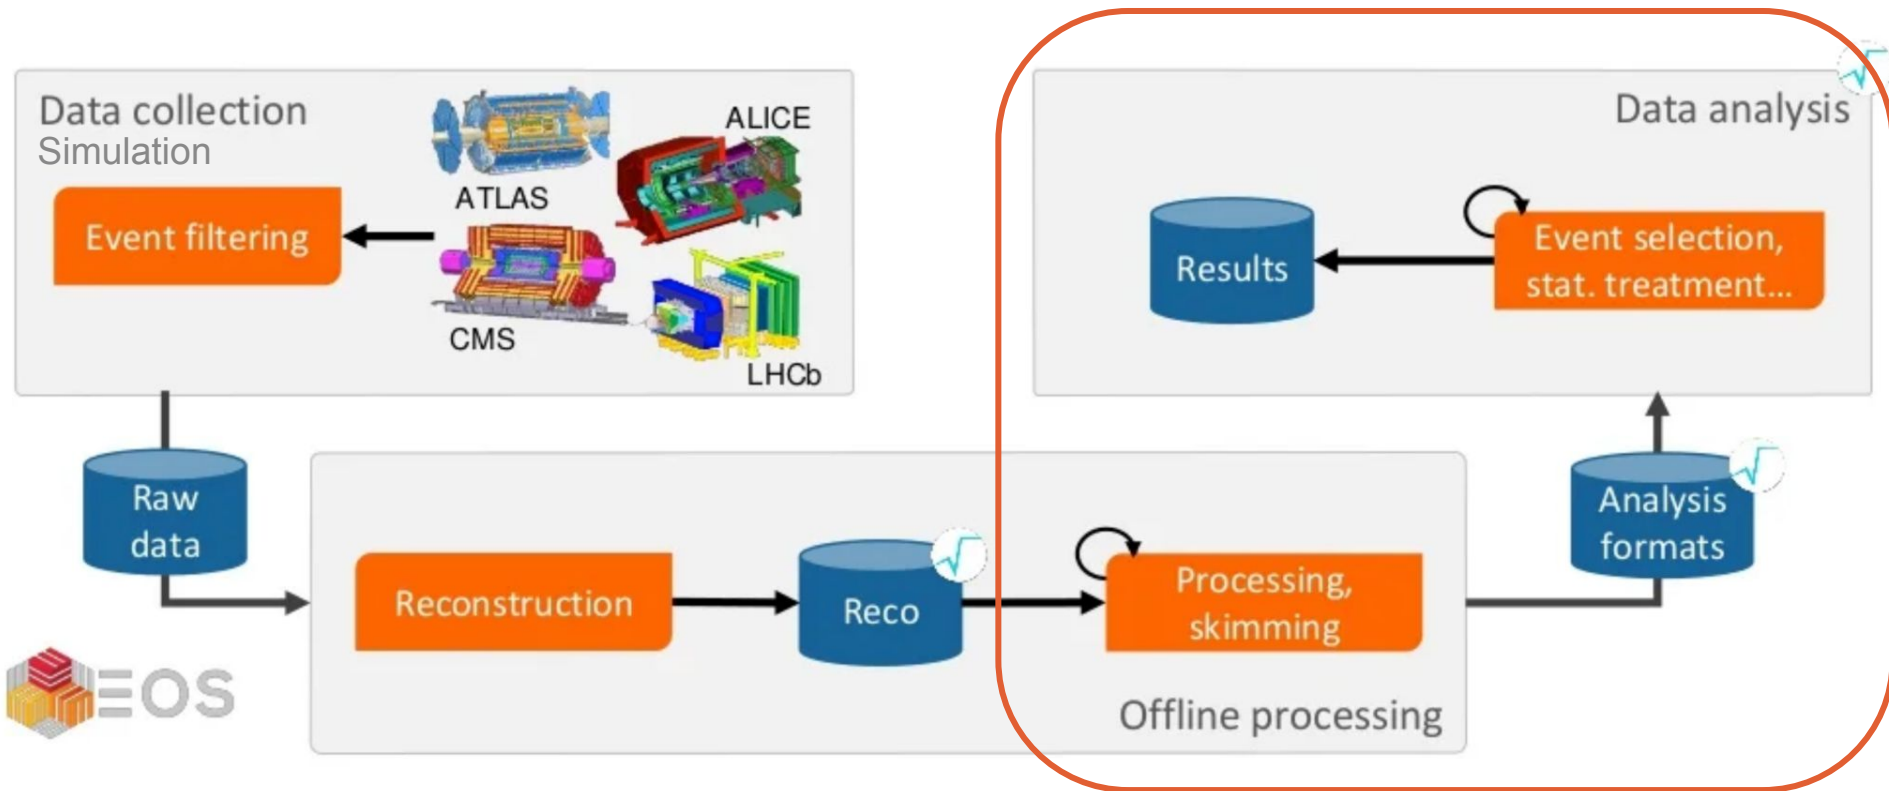 Data collection
Simulation
ATLAS
ALICE
Event filtering
CMS
LHCb
Data analysis
Results
Event selection,
stat. treatment...
Raw
data
Reconstruction
Reco
Processing,
skimming
Offline processing
Analysis
formats
EOS